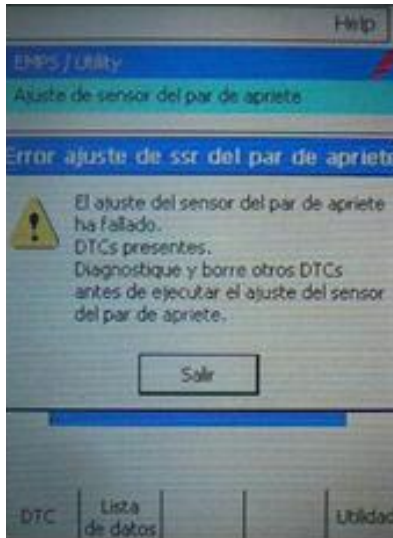 Help
EMPS / Utility
Ajuste de sensor del par de apriete
Error ajuste de ssr del par de apriete
El ajuste del sensor del par de apriete
ha fallado.
DTCs presentes.
Diagnostique y borre otros DTCs
antes de ejecutar el ajuste del sensor
del par de apriete.
Salir
DTC
Lista
de datos
Utilidad